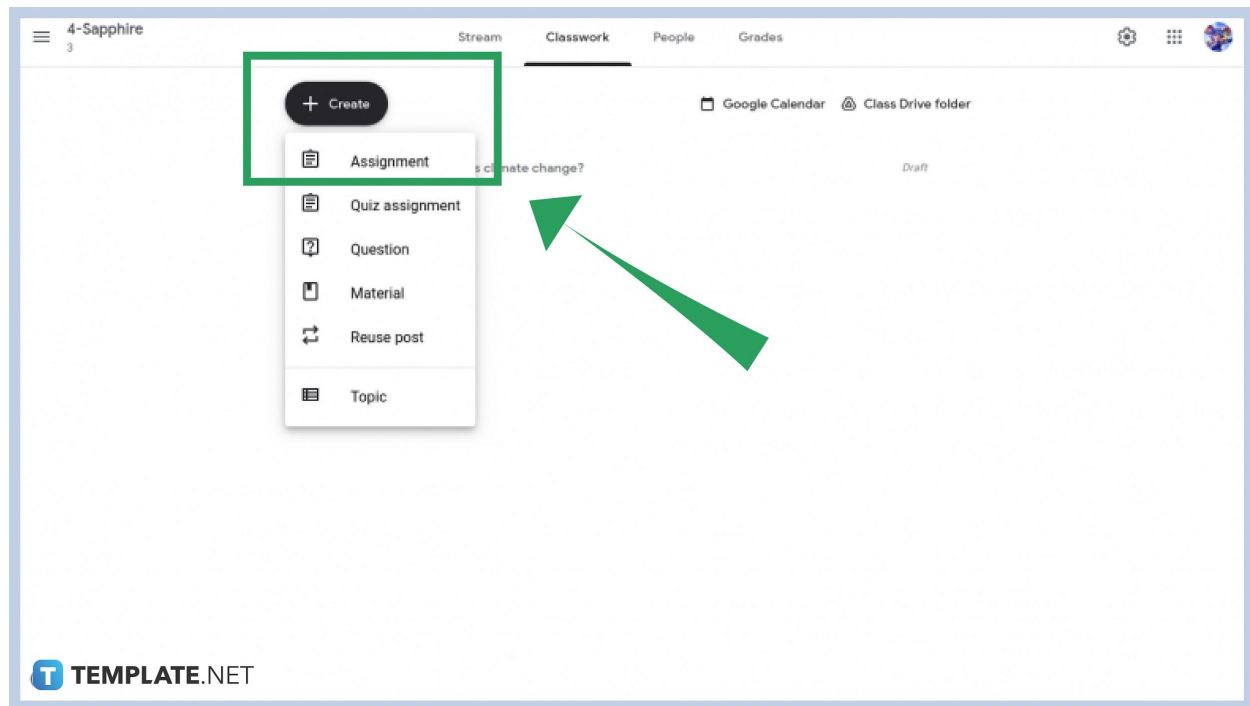 4-Sapphire
3
Stream Classwork People Grades
+ Create
Google Calendar Class Drive folder
Assignment
climate change? Draft
Quiz assignment
Question
Material
Reuse post
Topic
T TEMPLATE.NET